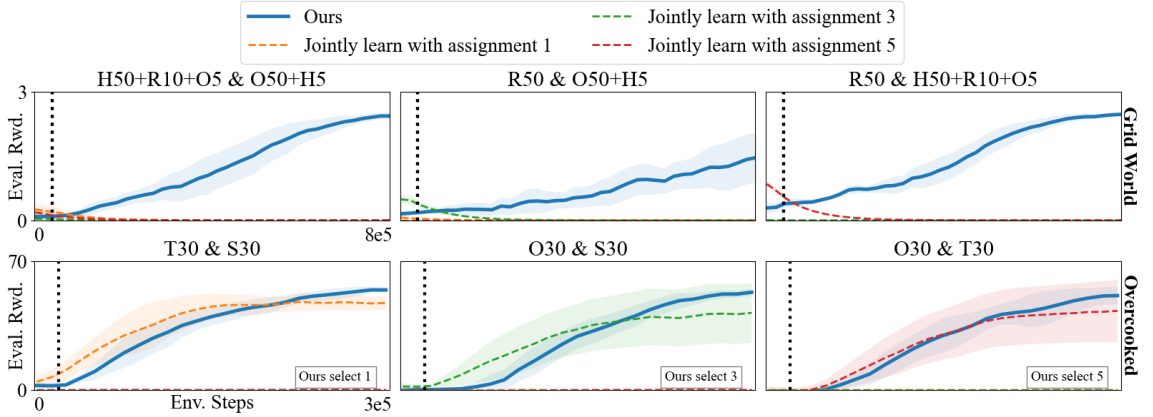 Ours
Jointly learn with assignment 3
Jointly learn with assignment 1
Jointly learn with assignment 5
H50+R10+O5 & O50+H5
R50 & O50+H5
R50 & H50+R10+O5
3
Eval. Rwd.
0
0
8e5
Grid World
T30 & S30
O30 & S30
O30 & T30
70
Eval. Rwd.
0
Ours select 1
Ours select 3
Ours select 5
Overcooked
0
Env. Steps
3e5